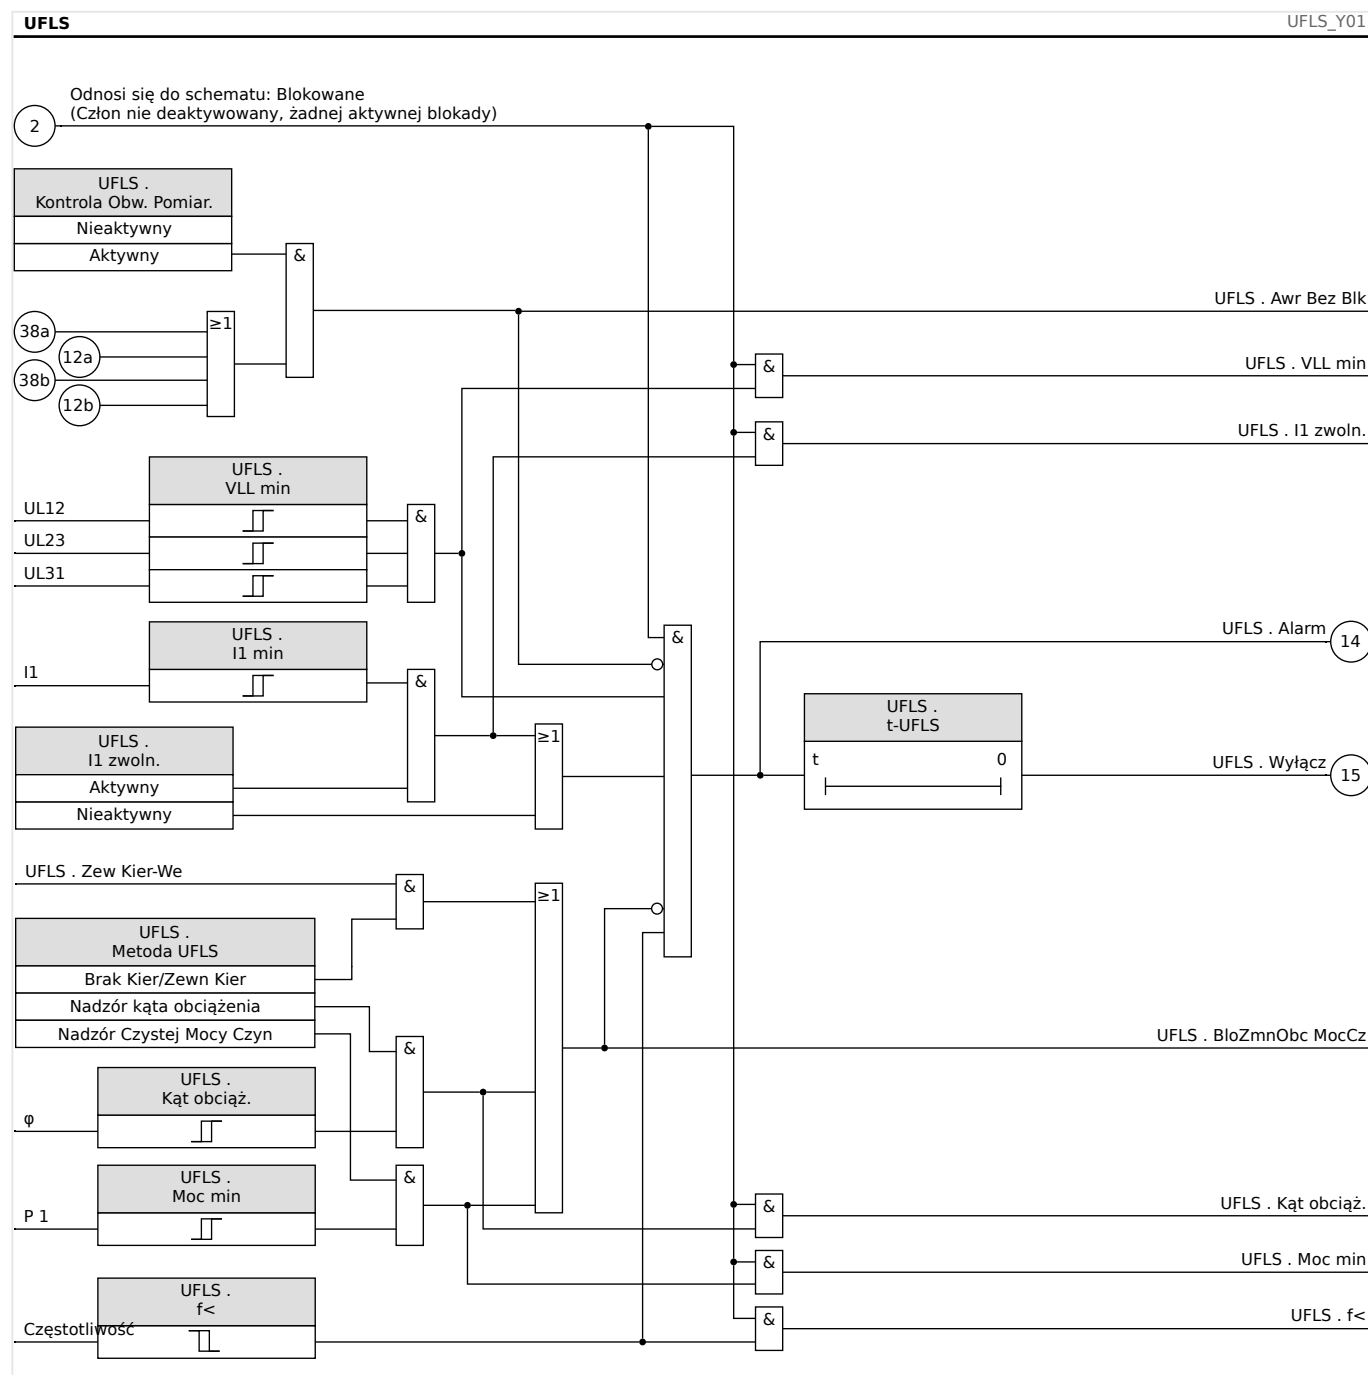 UFLS
UFLS_Y01
Odnosi się do schematu: Blokowane
(Człon nie deaktywowany, żadnej aktywnej blokady)
2
UFLS .
Kontrola Obw. Pomiar.
Nieaktywny
Aktywny
&
UFLS . Awr Bez Blk
38a
12a
38b
12b
≥1
&
UFLS . VLL min
&
UFLS . I1 zwoln.
UFLS .
VLL min
UL12
UL23
UL31
&
UFLS .
I1 min
I1
&
&
UFLS . Alarm
14
UFLS .
t-UFLS
t 0
UFLS . Wyłącz
15
UFLS .
I1 zwoln.
Aktywny
Nieaktywny
≥1
UFLS . Zew Kier-We
&
≥1
UFLS .
Metoda UFLS
Brak Kier/Zewn Kier
Nadzór kąta obciążenia
Nadzór Czystej Mocy Czyn
&
UFLS . BloZmnObc MocCz
UFLS .
Kąt obciąż.
φ
UFLS .
Moc min
P 1
&
&
UFLS . Kąt obciąż.
&
UFLS . Moc min
UFLS .
f<
Częstotliwość
&
UFLS . f<